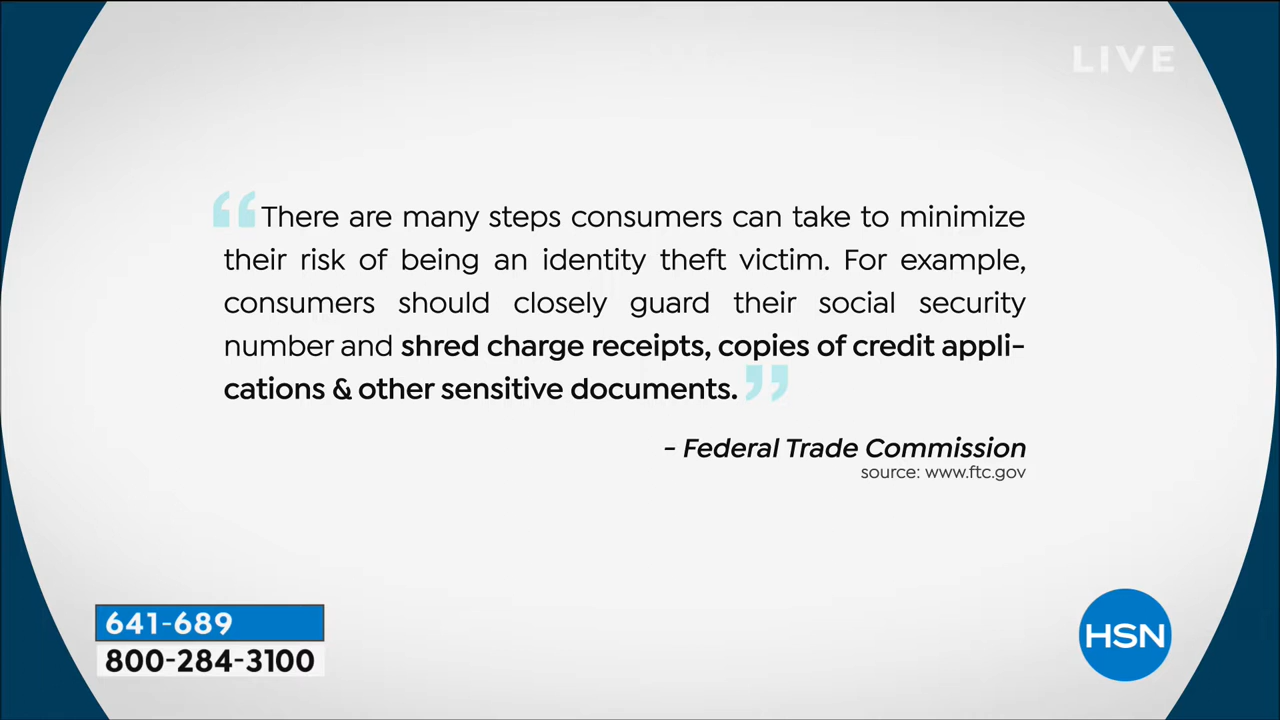 LIVE
“There are many steps consumers can take to minimize
their risk of being an identity theft victim. For example,
consumers should closely guard their social security
number and shred charge receipts, copies of credit appli-
cations & other sensitive documents.”
- Federal Trade Commission
source: www.ftc.gov
641-689
800-284-3100
HSN